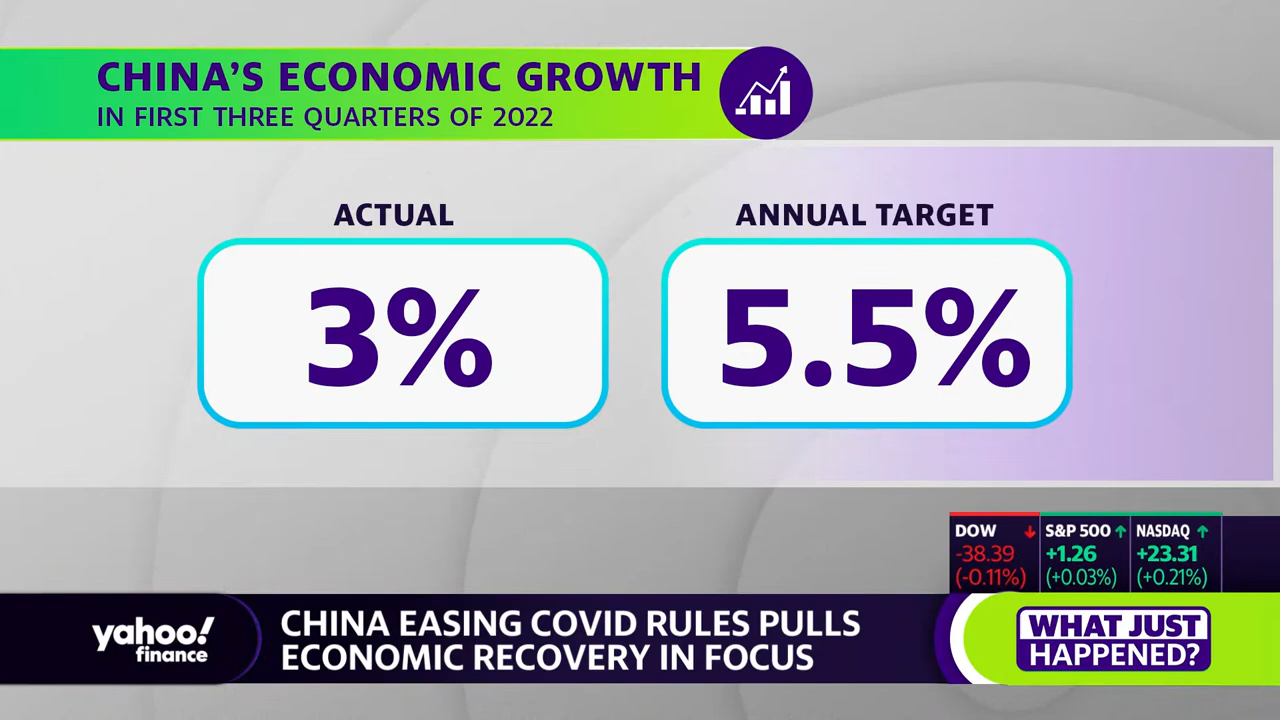 CHINA'S ECONOMIC GROWTH
IN FIRST THREE QUARTERS OF 2022
ACTUAL
ANNUAL TARGET
3%
5.5%
DOW
-38.39
(-0.11%)
S&P 500
+1.26
(+0.03%)
NASDAQ
+23.31
(+0.21%)
yahoo!
finance
CHINA EASING COVID RULES PULLS
ECONOMIC RECOVERY IN FOCUS
WHAT JUST
HAPPENED?